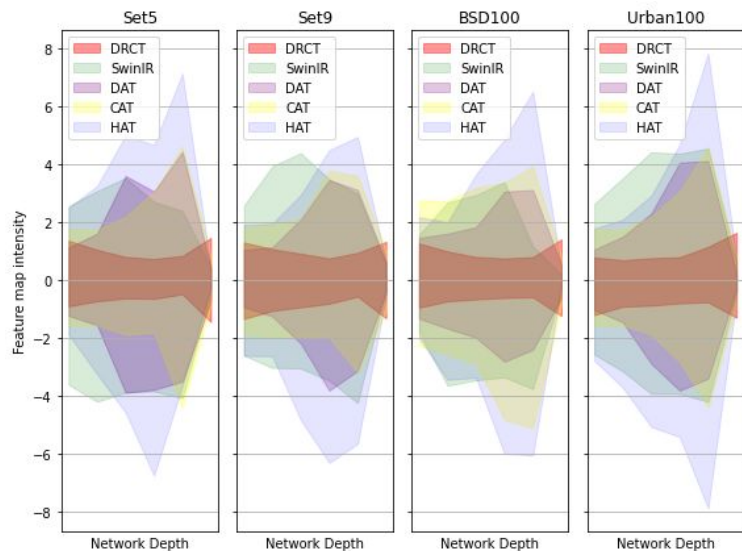 Set5
Set9
BSD100
Urban100
DRCT
SwinIR
DAT
CAT
HAT
DRCT
SwinIR
DAT
CAT
HAT
DRCT
SwinIR
DAT
CAT
HAT
DRCT
SwinIR
DAT
CAT
HAT
8
6
4
2
0
−2
−4
−6
−8
Feature map intensity
Network Depth
Network Depth
Network Depth
Network Depth